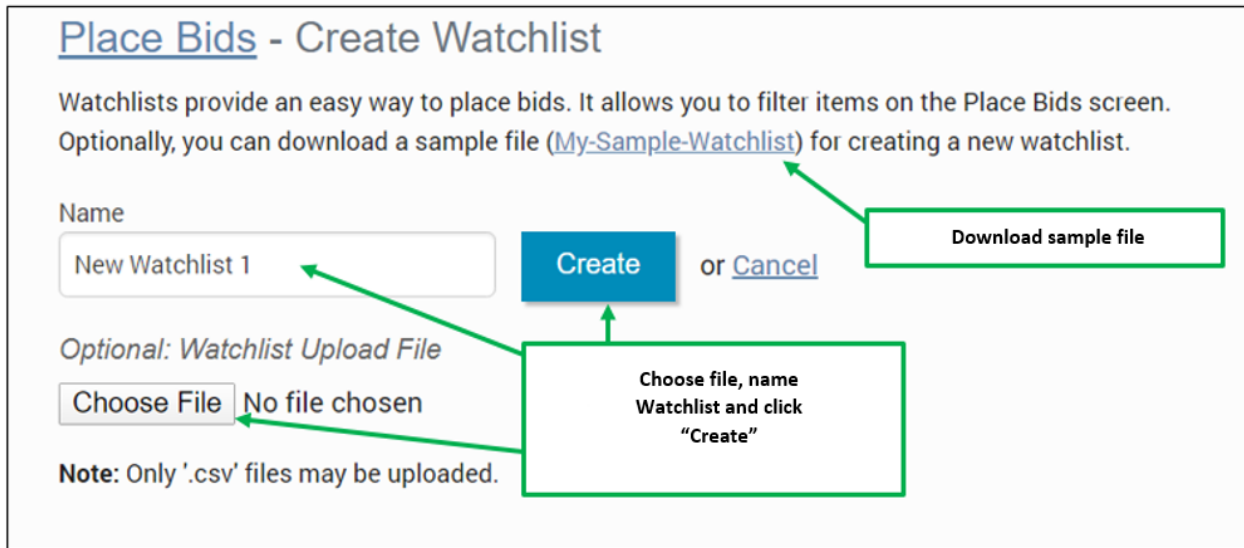 Place Bids - Create Watchlist
Watchlists provide an easy way to place bids. It allows you to filter items on the Place Bids screen.
Optionally, you can download a sample file (My-Sample-Watchlist) for creating a new watchlist.
Name
New Watchlist 1
Create
or Cancel
Download sample file
Optional: Watchlist Upload File
Choose File No file chosen
Choose file, name
Watchlist and click
“Create”
Note: Only '.csv' files may be uploaded.